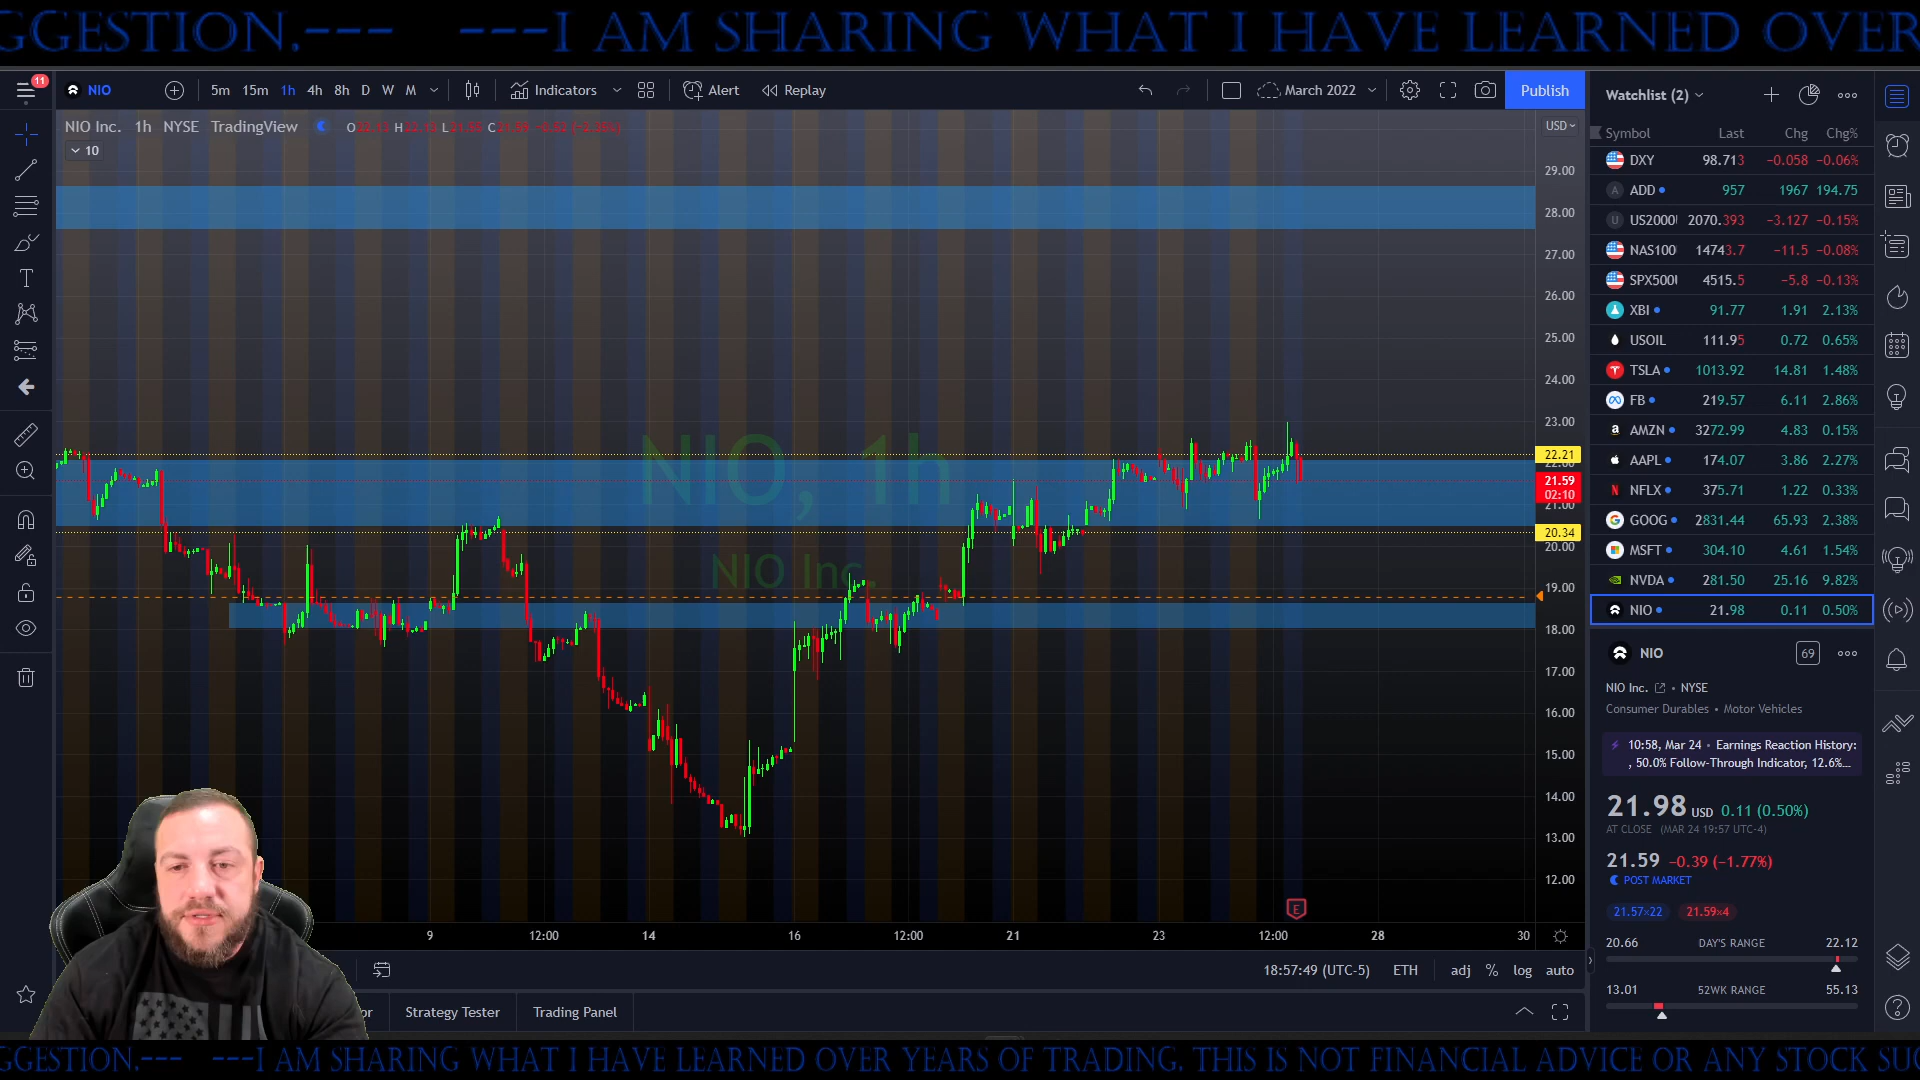 GGESTION.--- ---I AM SHARING WHAT I HAVE LEARNED OVER
11
NIO
5m 15m 1h 4h 8h D W M
Indicators
Alert
Replay
March 2022
Publish
NIO Inc. 1h NYSE TradingView
10
USD
29.00
28.00
27.00
26.00
25.00
24.00
23.00
22.21
22.00
21.59
02:10
21.00
20.34
20.00
19.00
18.00
17.00
16.00
15.00
14.00
13.00
12.00
NIO, 1h
NIO Inc.
E
9 12:00 14 16 12:00 21 23 12:00 28 30
18:57:49 (UTC-5) ETH adj % log auto
or Strategy Tester Trading Panel
Watchlist (2)
Symbol Last Chg Chg%
DXY 98.713 −0.058 −0.06%
ADD 957 1967 194.75
US2000 2070.393 −3.127 −0.15%
NAS100 14743.7 −11.5 −0.08%
SPX500 4515.5 −5.8 −0.13%
XBI 91.77 1.91 2.13%
USOIL 111.95 0.72 0.65%
TSLA 1013.92 14.81 1.48%
FB 219.57 6.11 2.86%
AMZN 3272.99 4.83 0.15%
AAPL 174.07 3.86 2.27%
NFLX 375.71 1.22 0.33%
GOOG 2831.44 65.93 2.38%
MSFT 304.10 4.61 1.54%
NVDA 281.50 25.16 9.82%
NIO 21.98 0.11 0.50%
NIO 69
NIO Inc. • NYSE
Consumer Durables • Motor Vehicles
10:58, Mar 24 • Earnings Reaction History:
, 50.0% Follow-Through Indicator, 12.6%...
21.98 USD 0.11 (0.50%)
AT CLOSE (MAR 24 19:57 UTC-4)
21.59 −0.39 (−1.77%)
POST MARKET
21.57×22 21.59×4
20.66 DAY'S RANGE 22.12
13.01 52WK RANGE 55.13
GGESTION.--- ---I AM SHARING WHAT I HAVE LEARNED OVER YEARS OF TRADING. THIS IS NOT FINANCIAL ADVICE OR ANY STOCK SUG